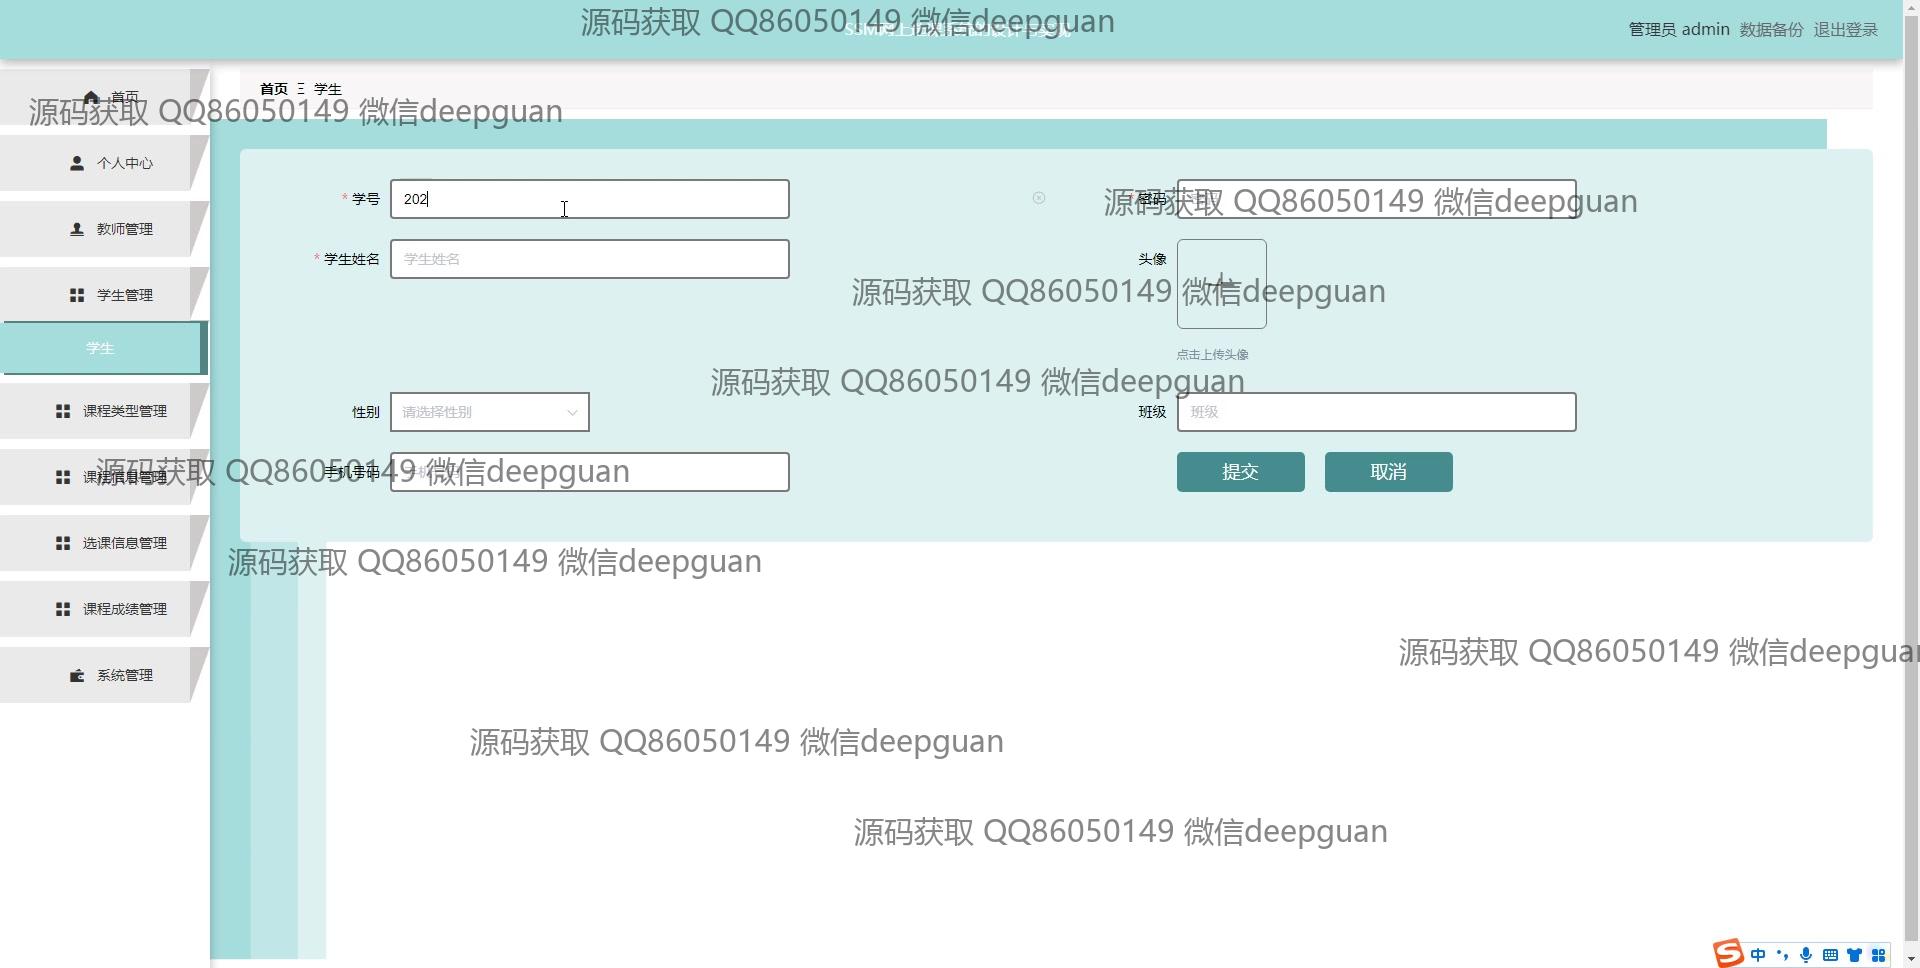 源码获取 QQ86050149 微信deepguan
管理员 admin 数据备份 退出登录
首页
首页 Ξ 学生
源码获取 QQ86050149 微信deepguan
个人中心
* 学号 202
密码
源码获取 QQ86050149 微信deepguan
教师管理
* 学生姓名 学生姓名
头像
学生管理
源码获取 QQ86050149 微信deepguan
学生
点击上传头像
源码获取 QQ86050149 微信deepguan
课程类型管理
性别 请选择性别
班级 班级
课程信息管理
手机号码
源码获取 QQ86050149 微信deepguan
提交 取消
选课信息管理
源码获取 QQ86050149 微信deepguan
课程成绩管理
源码获取 QQ86050149 微信deepguan
系统管理
源码获取 QQ86050149 微信deepguan
源码获取 QQ86050149 微信deepguan
S 中